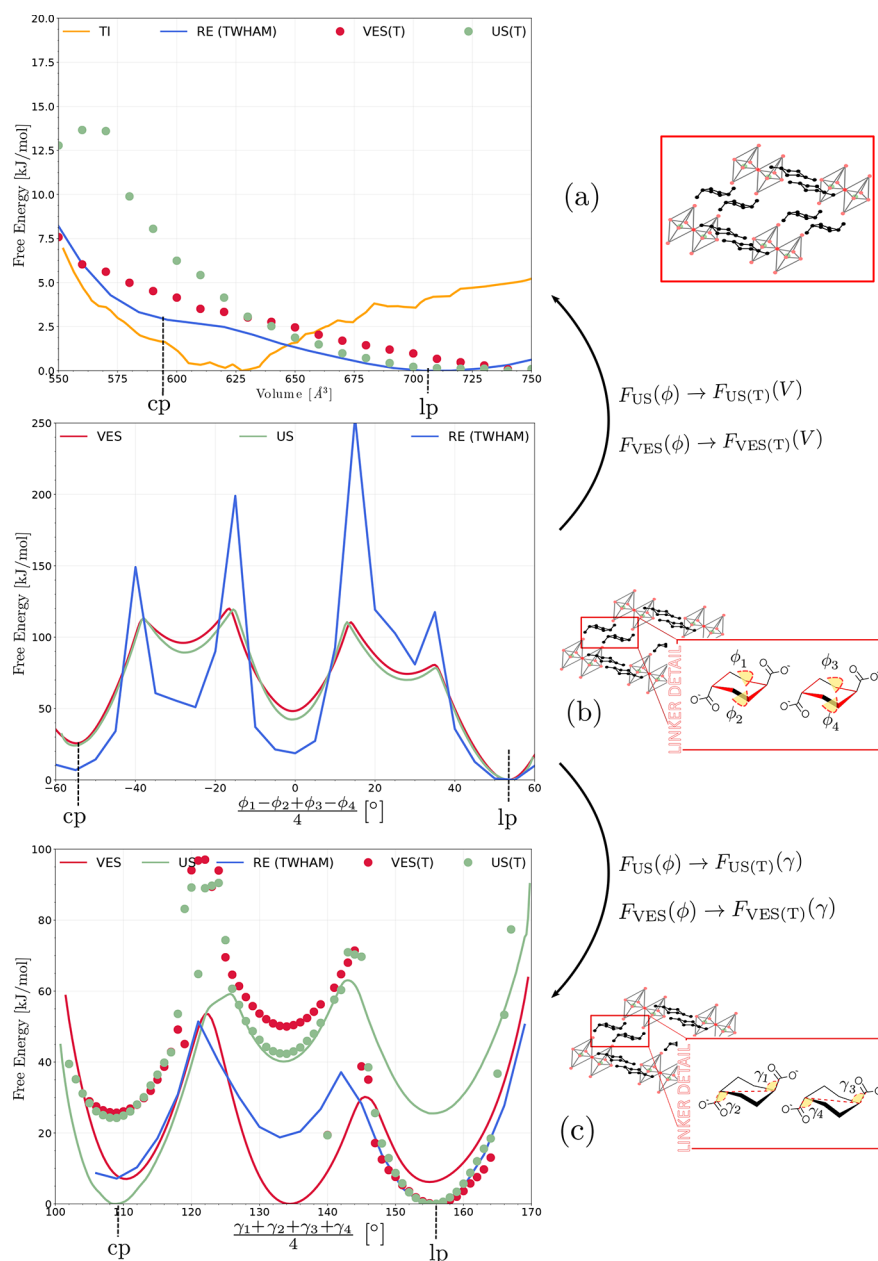 TI RE (TWHAM) VES(T) US(T)
Free Energy [kJ/mol]
20.0
17.5
15.0
12.5
10.0
7.5
5.0
2.5
0.0
550 575 600 625 650 675 700 725 750
Volume [Å³]
cp lp
(a)
F_US(ϕ) → F_US(T)(V)
F_VES(ϕ) → F_VES(T)(V)
VES US RE (TWHAM)
Free Energy [kJ/mol]
250
200
150
100
50
0
−60 −40 −20 0 20 40 60
(ϕ₁−ϕ₂+ϕ₃−ϕ₄)/4 [°]
cp lp
(b)
LINKER DETAIL
ϕ₁ ϕ₃
ϕ₂ ϕ₄
O O⁻ O O⁻
O⁻ O O⁻ O
F_US(ϕ) → F_US(T)(γ)
F_VES(ϕ) → F_VES(T)(γ)
VES US RE (TWHAM) VES(T) US(T)
Free Energy [kJ/mol]
100
80
60
40
20
0
100 110 120 130 140 150 160 170
(γ₁+γ₂+γ₃+γ₄)/4 [°]
cp lp
(c)
LINKER DETAIL
γ₁ γ₃
γ₂ γ₄
O O⁻ O O⁻
O⁻ O O⁻ O